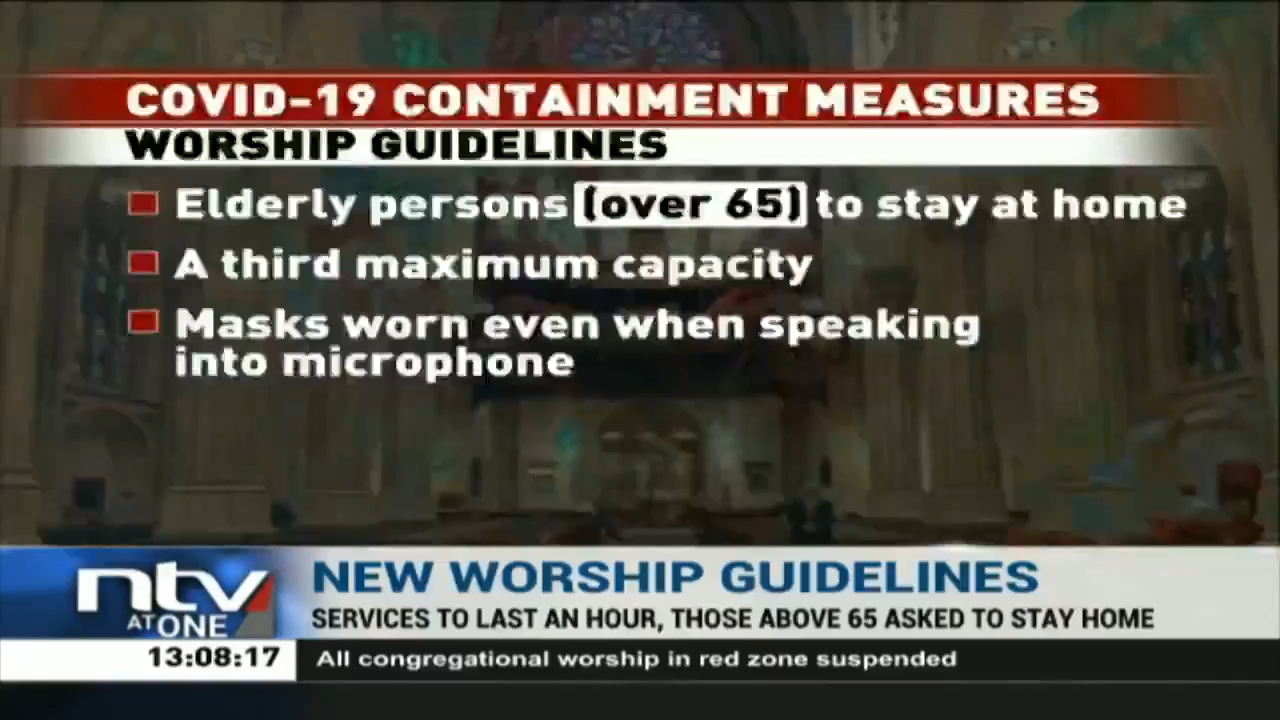 COVID-19 CONTAINMENT MEASURES
WORSHIP GUIDELINES
Elderly persons (over 65) to stay at home
A third maximum capacity
Masks worn even when speaking
into microphone
ntv
AT ONE
NEW WORSHIP GUIDELINES
SERVICES TO LAST AN HOUR, THOSE ABOVE 65 ASKED TO STAY HOME
13:08:17
All congregational worship in red zone suspended